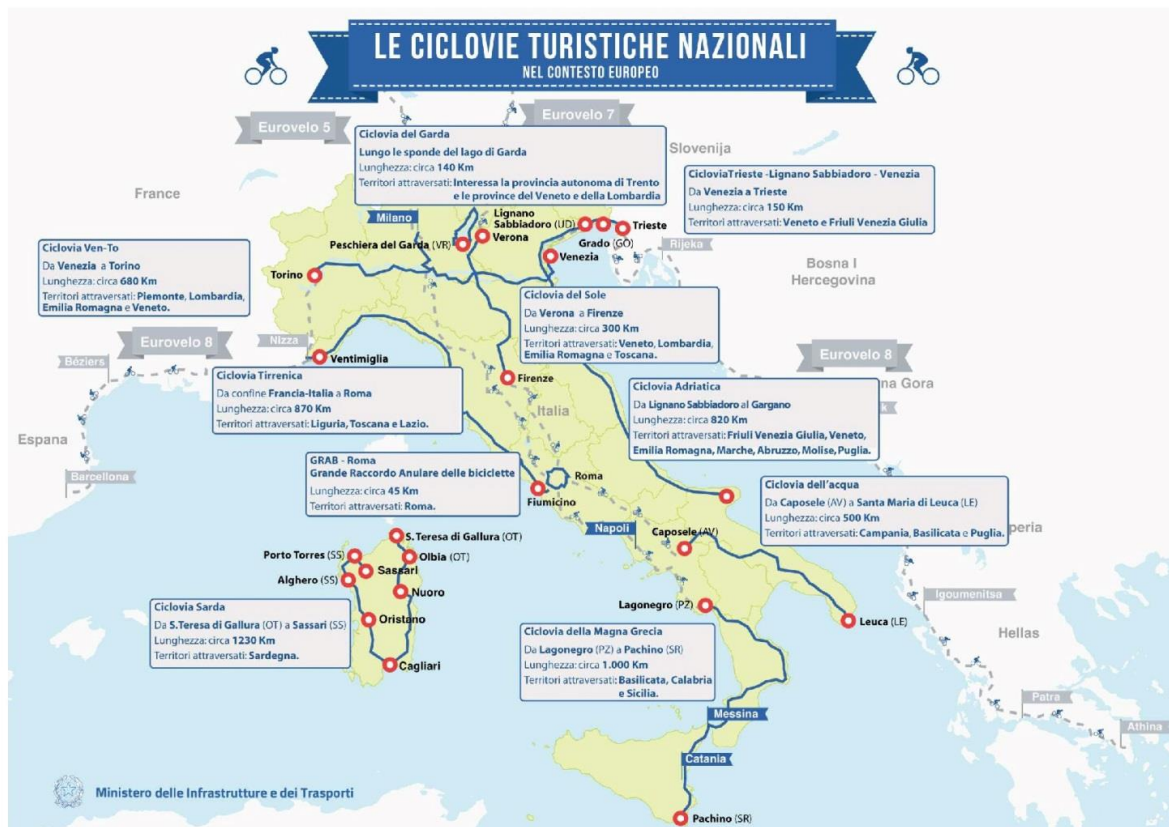 LE CICLOVIE TURISTICHE NAZIONALI
NEL CONTESTO EUROPEO
Eurovelo 5
Eurovelo 7
France
Slovenija
Ciclovia del Garda
Lungo le sponde del lago di Garda
Lunghezza: circa 140 Km
Territori attraversati: Interessa la provincia autonoma di Trento
e le province del Veneto e della Lombardia
CicloviaTrieste -Lignano Sabbiadoro - Venezia
Da Venezia a Trieste
Lunghezza: circa 150 Km
Territori attraversati: Veneto e Friuli Venezia Giulia
Milano
Lignano
Sabbiadoro (UD)
Trieste
Peschiera del Garda (VR)
Verona
Grado (GO)
Rijeka
Venezia
Bosna I
Hercegovina
Ciclovia Ven-To
Da Venezia a Torino
Lunghezza: circa 680 Km
Territori attraversati: Piemonte, Lombardia,
Emilia Romagna e Veneto.
Torino
Ciclovia del Sole
Da Verona a Firenze
Lunghezza: circa 300 Km
Territori attraversati: Veneto, Lombardia,
Emilia Romagna e Toscana.
Eurovelo 8
Nizza
Béziers
Ventimiglia
Eurovelo 8
na Gora
Ciclovia Tirrenica
Da confine Francia-Italia a Roma
Lunghezza: circa 870 Km
Territori attraversati: Liguria, Toscana e Lazio.
Firenze
Italia
Ciclovia Adriatica
Da Lignano Sabbiadoro al Gargano
Lunghezza: circa 820 Km
Territori attraversati: Friuli Venezia Giulia, Veneto,
Emilia Romagna, Marche, Abruzzo, Molise, Puglia.
Espana
Barcellona
GRAB - Roma
Grande Raccordo Anulare delle biciclette
Lunghezza: circa 45 Km
Territori attraversati: Roma.
Roma
Fiumicino
Ciclovia dell'acqua
Da Caposele (AV) a Santa Maria di Leuca (LE)
Lunghezza: circa 500 Km
Territori attraversati: Campania, Basilicata e Puglia.
Napoli
Caposele (AV)
peria
S. Teresa di Gallura (OT)
Porto Torres (SS)
Olbia (OT)
Sassari
Alghero (SS)
Nuoro
Igoumenitsa
Lagonegro (PZ)
Oristano
Leuca (LE)
Hellas
Ciclovia Sarda
Da S.Teresa di Gallura (OT) a Sassari (SS)
Lunghezza: circa 1230 Km
Territori attraversati: Sardegna.
Cagliari
Ciclovia della Magna Grecia
Da Lagonegro (PZ) a Pachino (SR)
Lunghezza: circa 1.000 Km
Territori attraversati: Basilicata, Calabria
e Sicilia.
Patra
Messina
Athina
Catania
Ministero delle Infrastrutture e dei Trasporti
Pachino (SR)